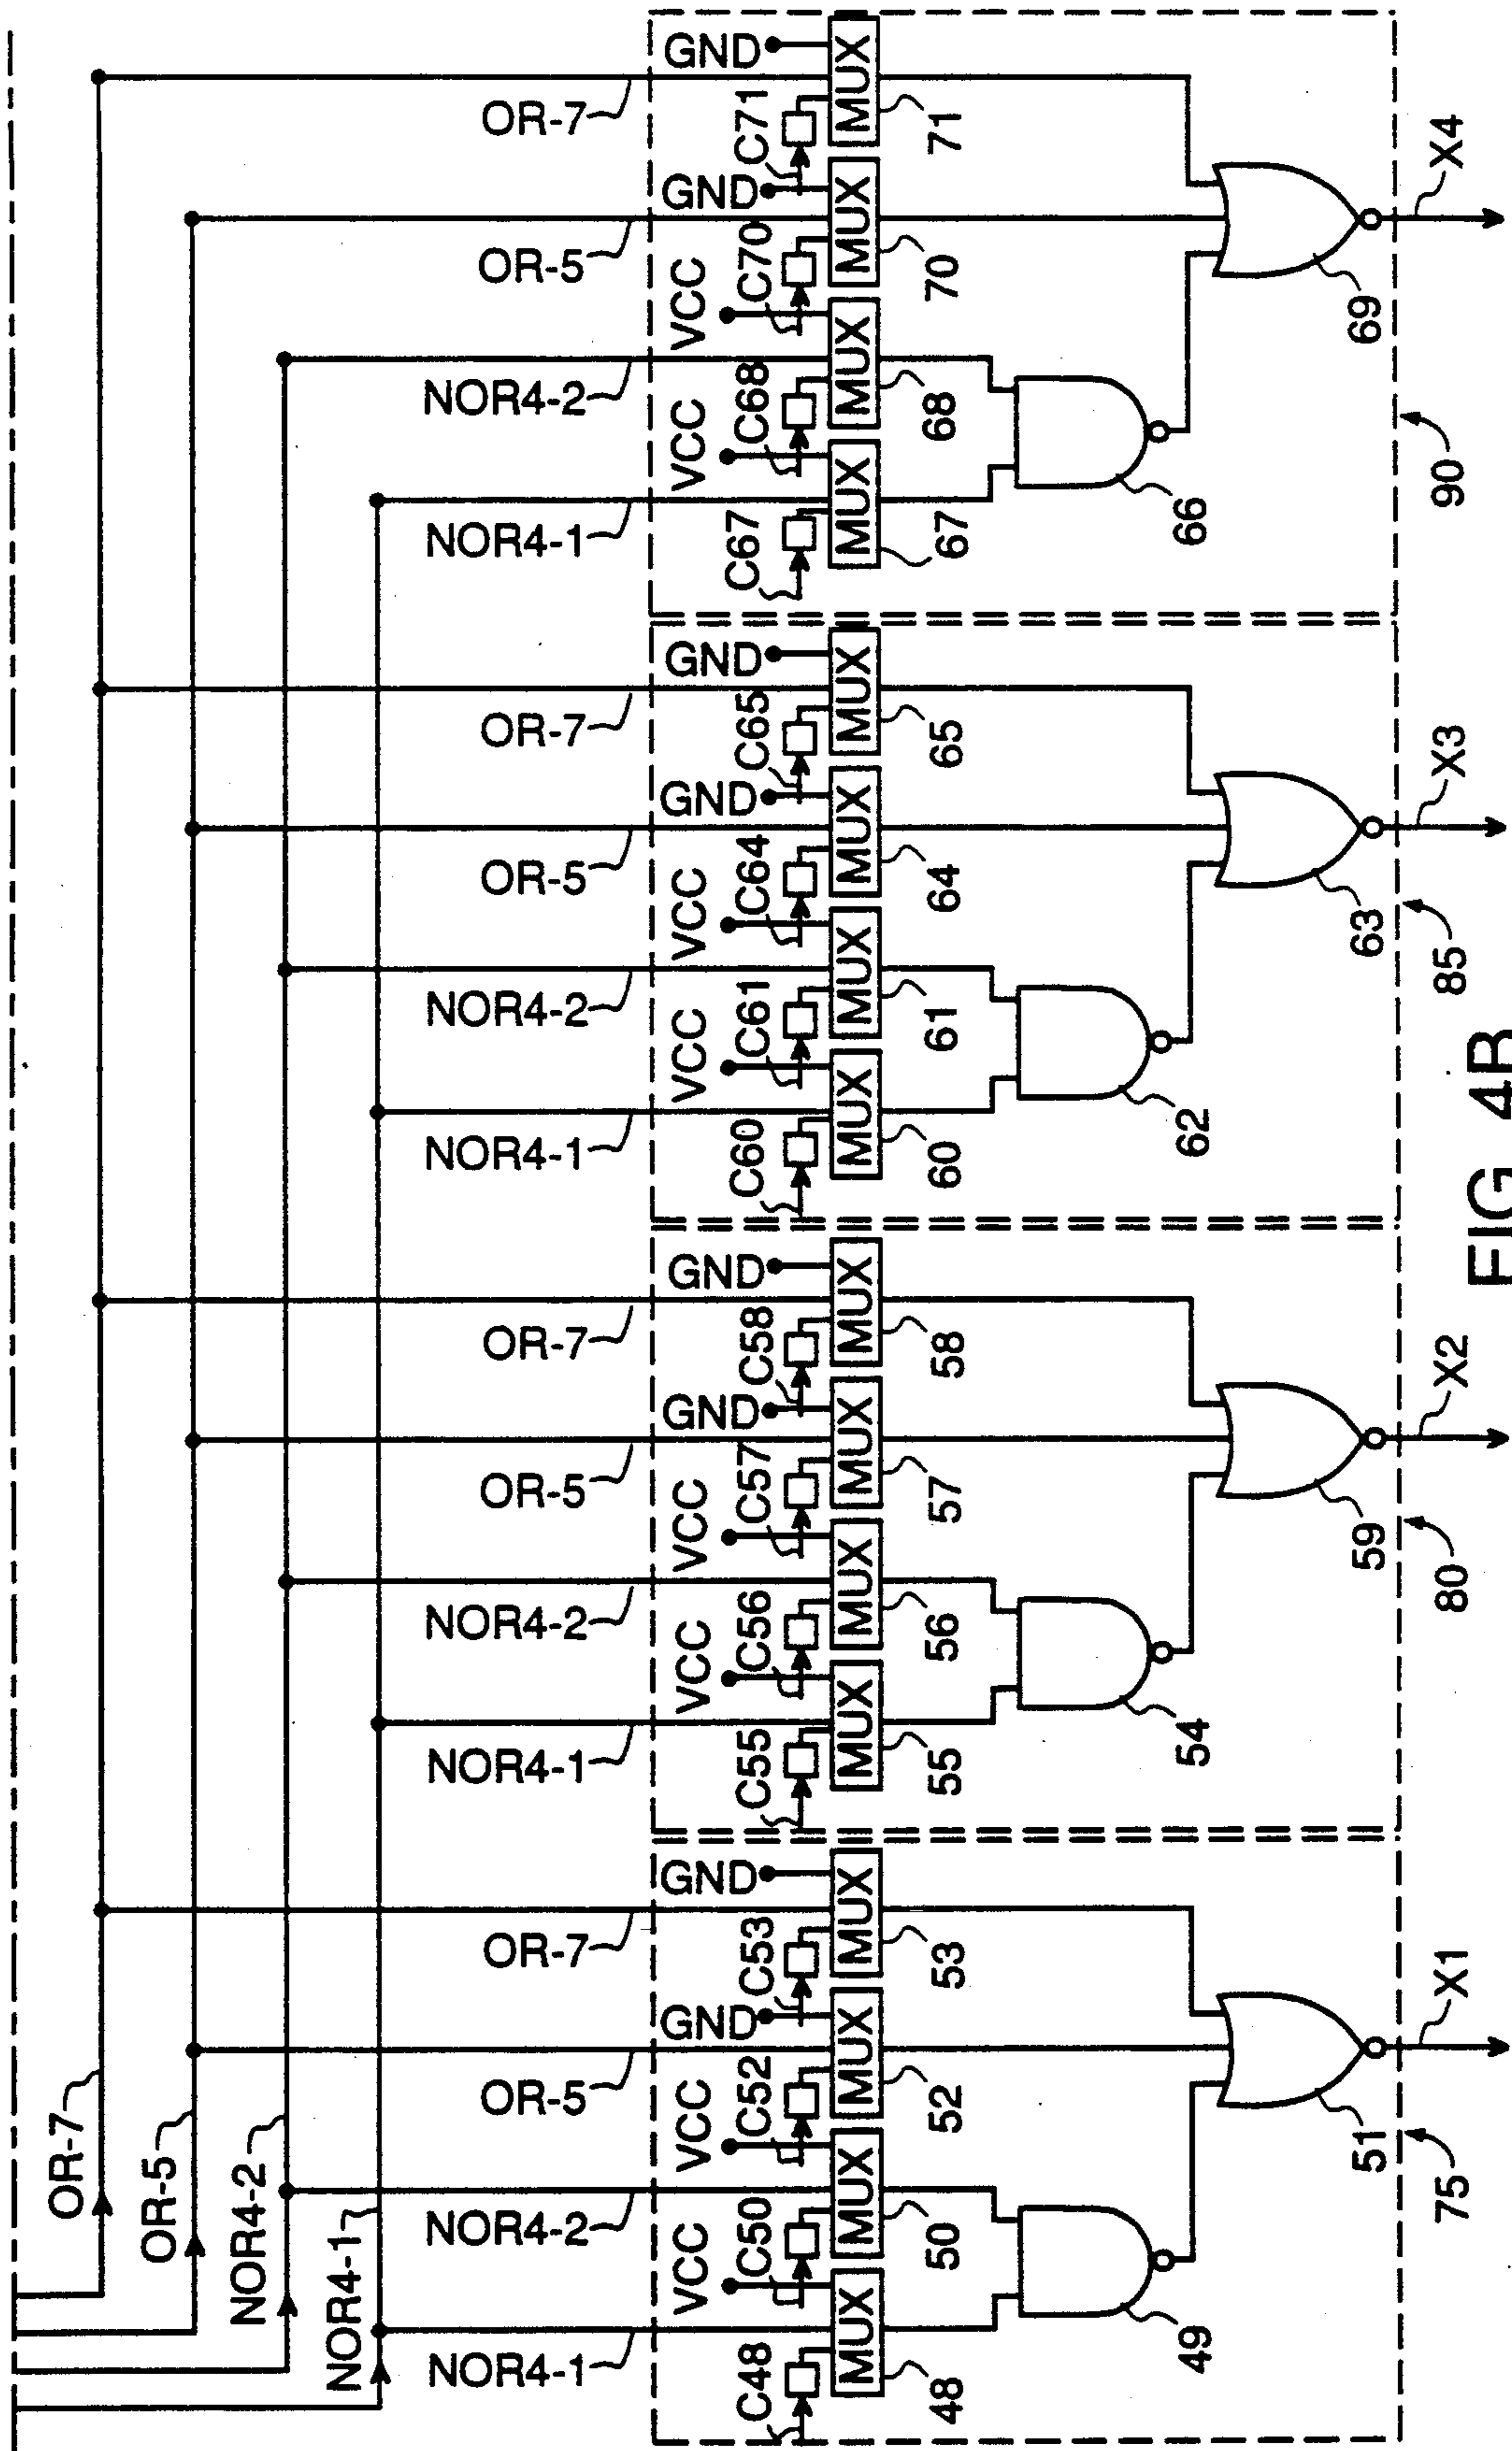 OR-7
OR-5
NOR4-2
NOR4-1
NOR4-1 NOR4-2 OR-5 OR-7
NOR4-1 NOR4-2 OR-5 OR-7
NOR4-1 NOR4-2 OR-5 OR-7
NOR4-1 NOR4-2 OR-5 OR-7
VCC VCC GND GND
C48 C50 C52 C53
MUX MUX MUX MUX
48 50 52 53
49
51
75
X1
VCC VCC GND GND
C55 C56 C57 C58
MUX MUX MUX MUX
55 56 57 58
54
59
80
X2
VCC VCC GND GND
C60 C61 C64 C65
MUX MUX MUX MUX
60 61 64 65
62
63
85
X3
VCC VCC GND GND
C67 C68 C70 C71
MUX MUX MUX MUX
67 68 70 71
66
69
90
X4
FIG 4B